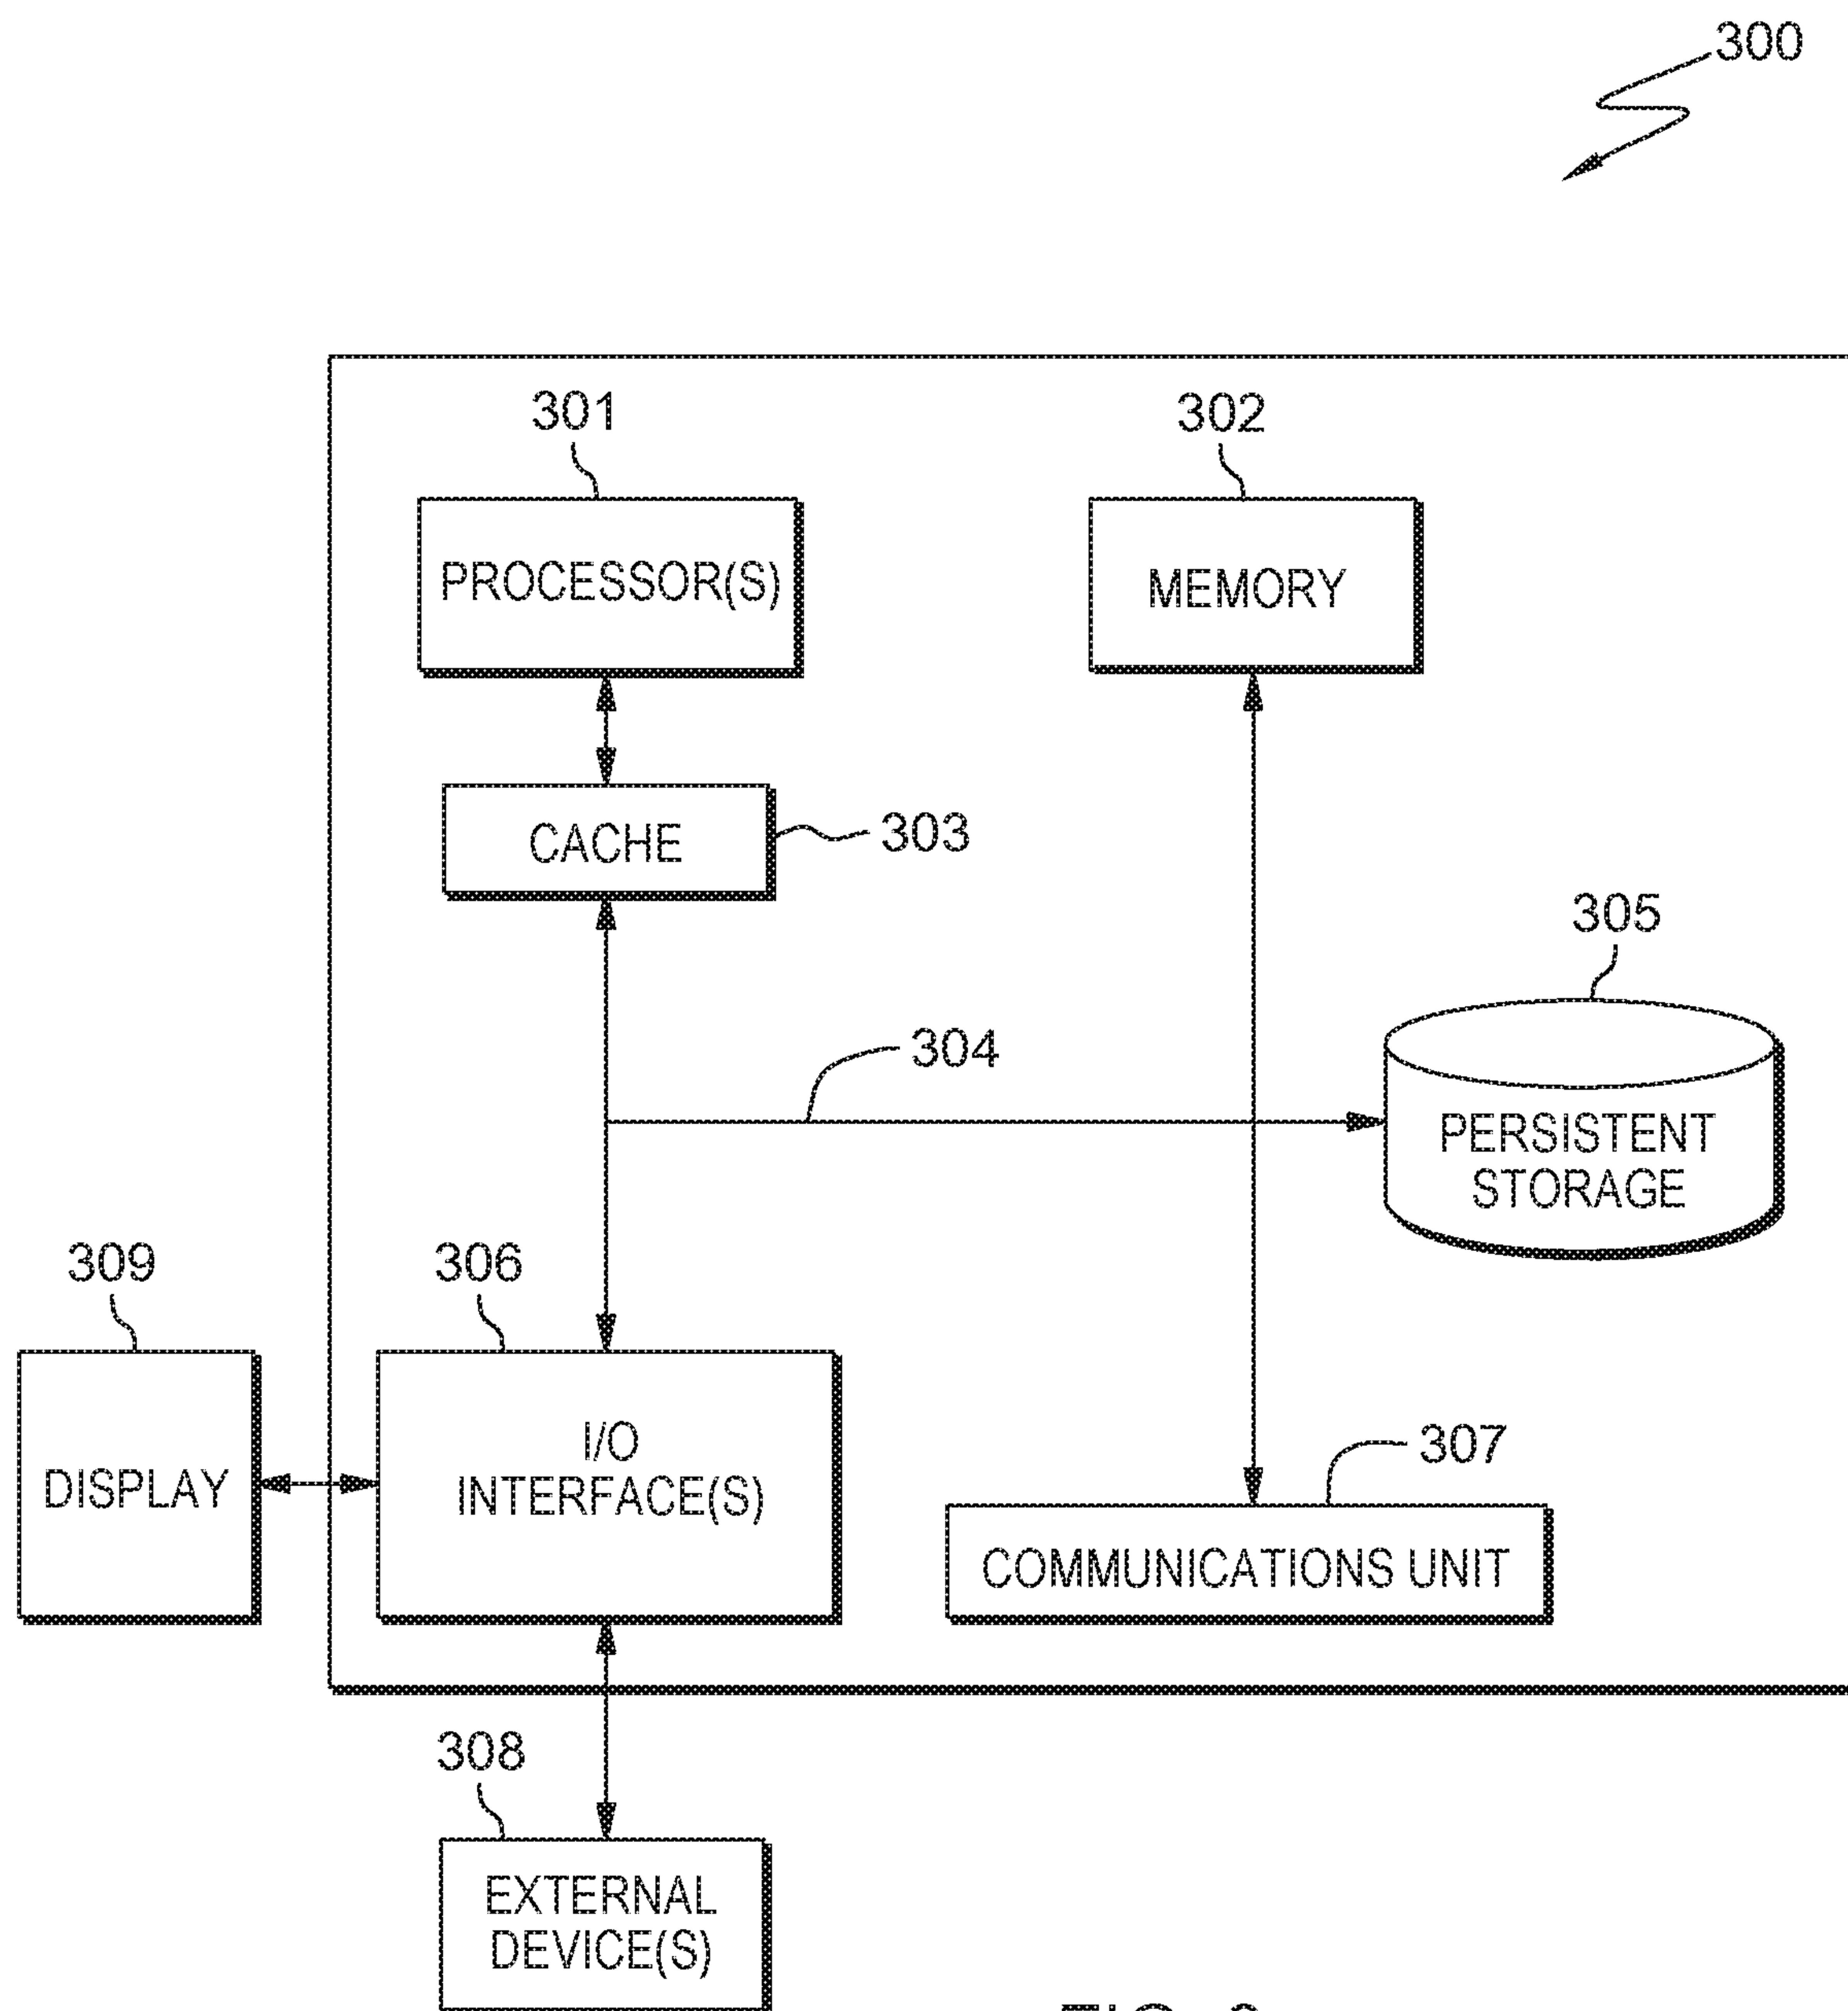 300
301
302
PROCESSOR(S)
MEMORY
CACHE
303
305
304
PERSISTENT
STORAGE
309
306
307
DISPLAY
I/O
INTERFACE(S)
COMMUNICATIONS UNIT
308
EXTERNAL
DEVICE(S)
FIG.